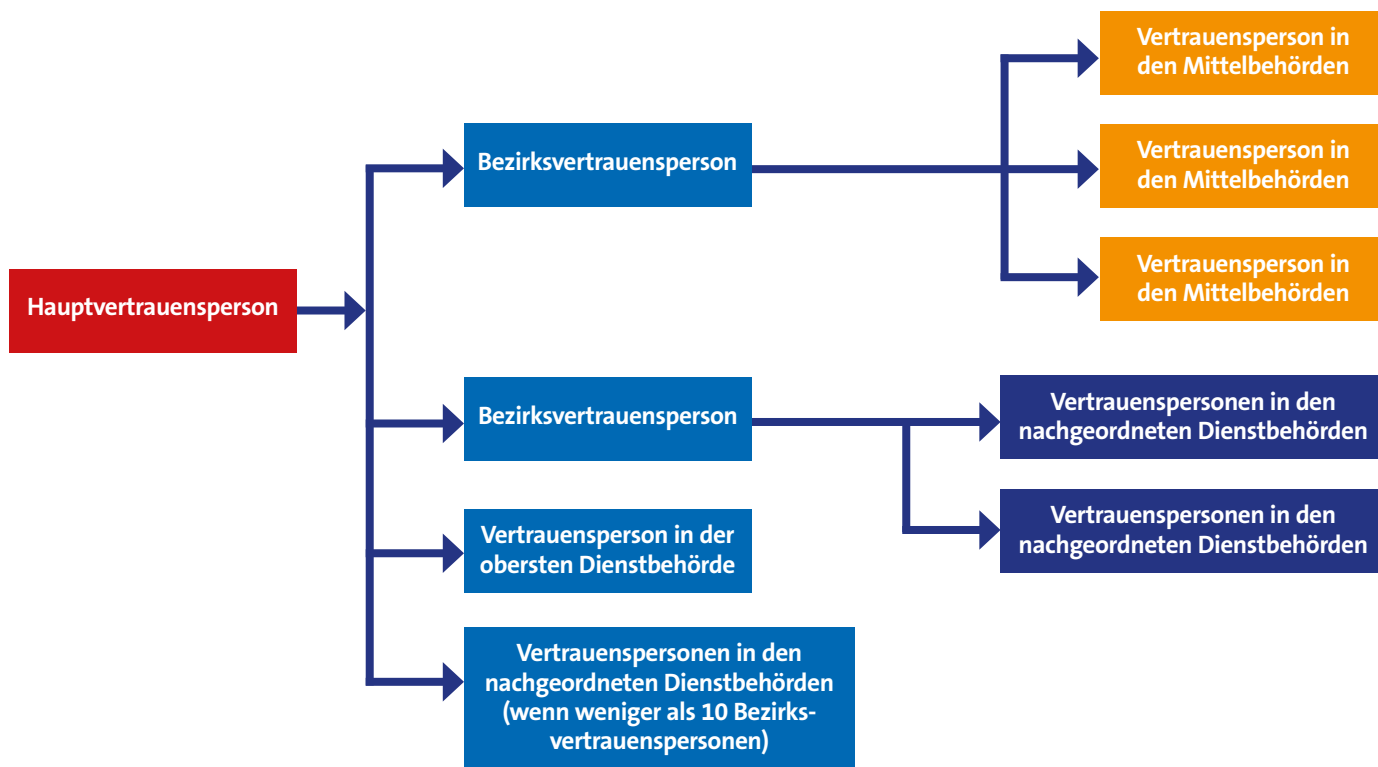 Hauptvertrauensperson
Bezirksvertrauensperson
Vertrauensperson in
den Mittelbehörden
Vertrauensperson in
den Mittelbehörden
Vertrauensperson in
den Mittelbehörden
Bezirksvertrauensperson
Vertrauenspersonen in den
nachgeordneten Dienstbehörden
Vertrauenspersonen in den
nachgeordneten Dienstbehörden
Vertrauensperson in der
obersten Dienstbehörde
Vertrauenspersonen in den
nachgeordneten Dienstbehörden
(wenn weniger als 10 Bezirks-
vertrauenspersonen)